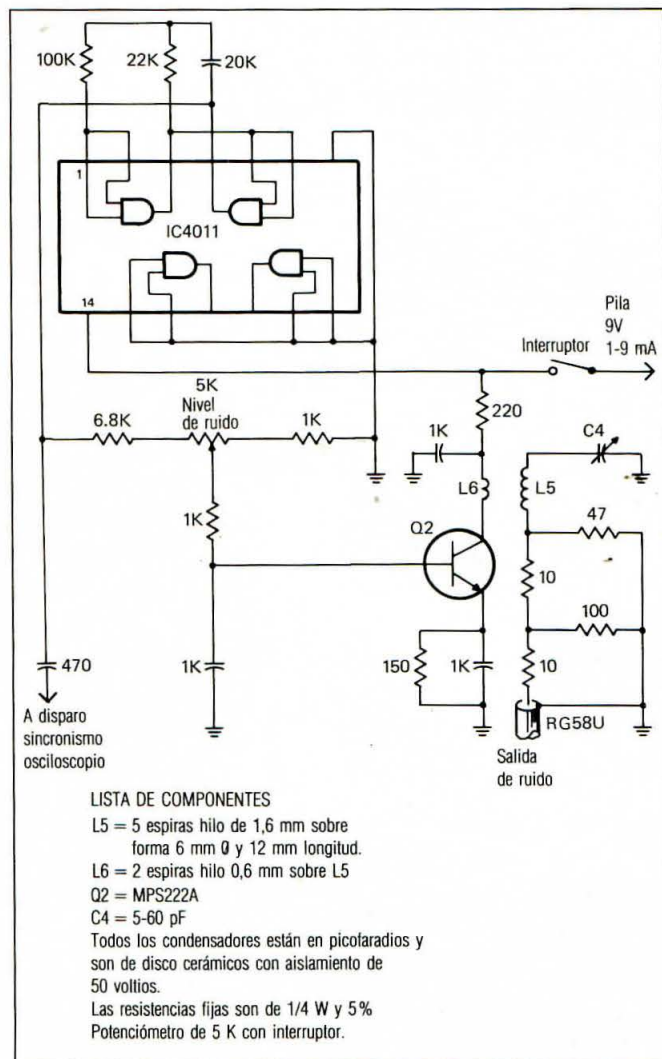 100K
22K
20K
1
IC4011
14
Pila
9V
1-9 mA
Interruptor
5K
Nivel
de ruido
6.8K
1K
220
1K
C4
L6
L5
47
1K
Q2
10
100
470
1K
150
1K
10
RG58U
A disparo
sincronismo
osciloscopio
Salida
de ruido
LISTA DE COMPONENTES
L5 = 5 espiras hilo de 1,6 mm sobre
forma 6 mm Ø y 12 mm longitud.
L6 = 2 espiras hilo 0,6 mm sobre L5
Q2 = MPS222A
C4 = 5-60 pF
Todos los condensadores están en picofaradios y
son de disco cerámicos con aislamiento de
50 voltios.
Las resistencias fijas son de 1/4 W y 5%
Potenciómetro de 5 K con interruptor.